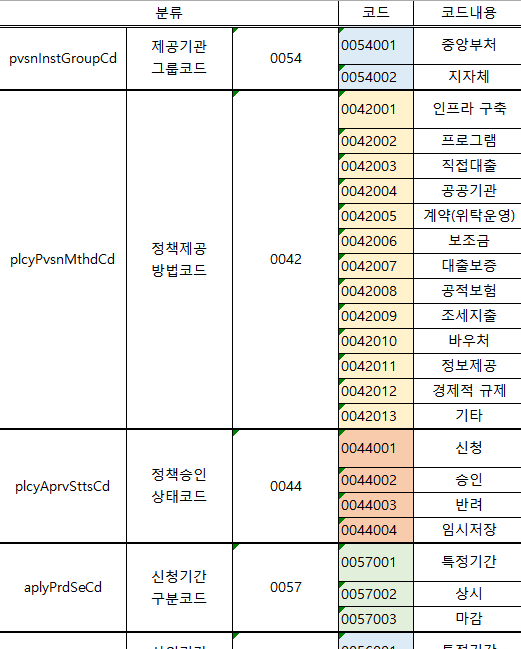 분류 코드 코드내용
pvsnInstGroupCd 제공기관 그룹코드 0054 0054001 중앙부처
0054002 지자체
plcyPvsnMthdCd 정책제공 방법코드 0042 0042001 인프라 구축
0042002 프로그램
0042003 직접대출
0042004 공공기관
0042005 계약(위탁운영)
0042006 보조금
0042007 대출보증
0042008 공적보험
0042009 조세지출
0042010 바우처
0042011 정보제공
0042012 경제적 규제
0042013 기타
plcyAprvSttsCd 정책승인 상태코드 0044 0044001 신청
0044002 승인
0044003 반려
0044004 임시저장
aplyPrdSeCd 신청기간 구분코드 0057 0057001 특정기간
0057002 상시
0057003 마감
0056001 특정기간